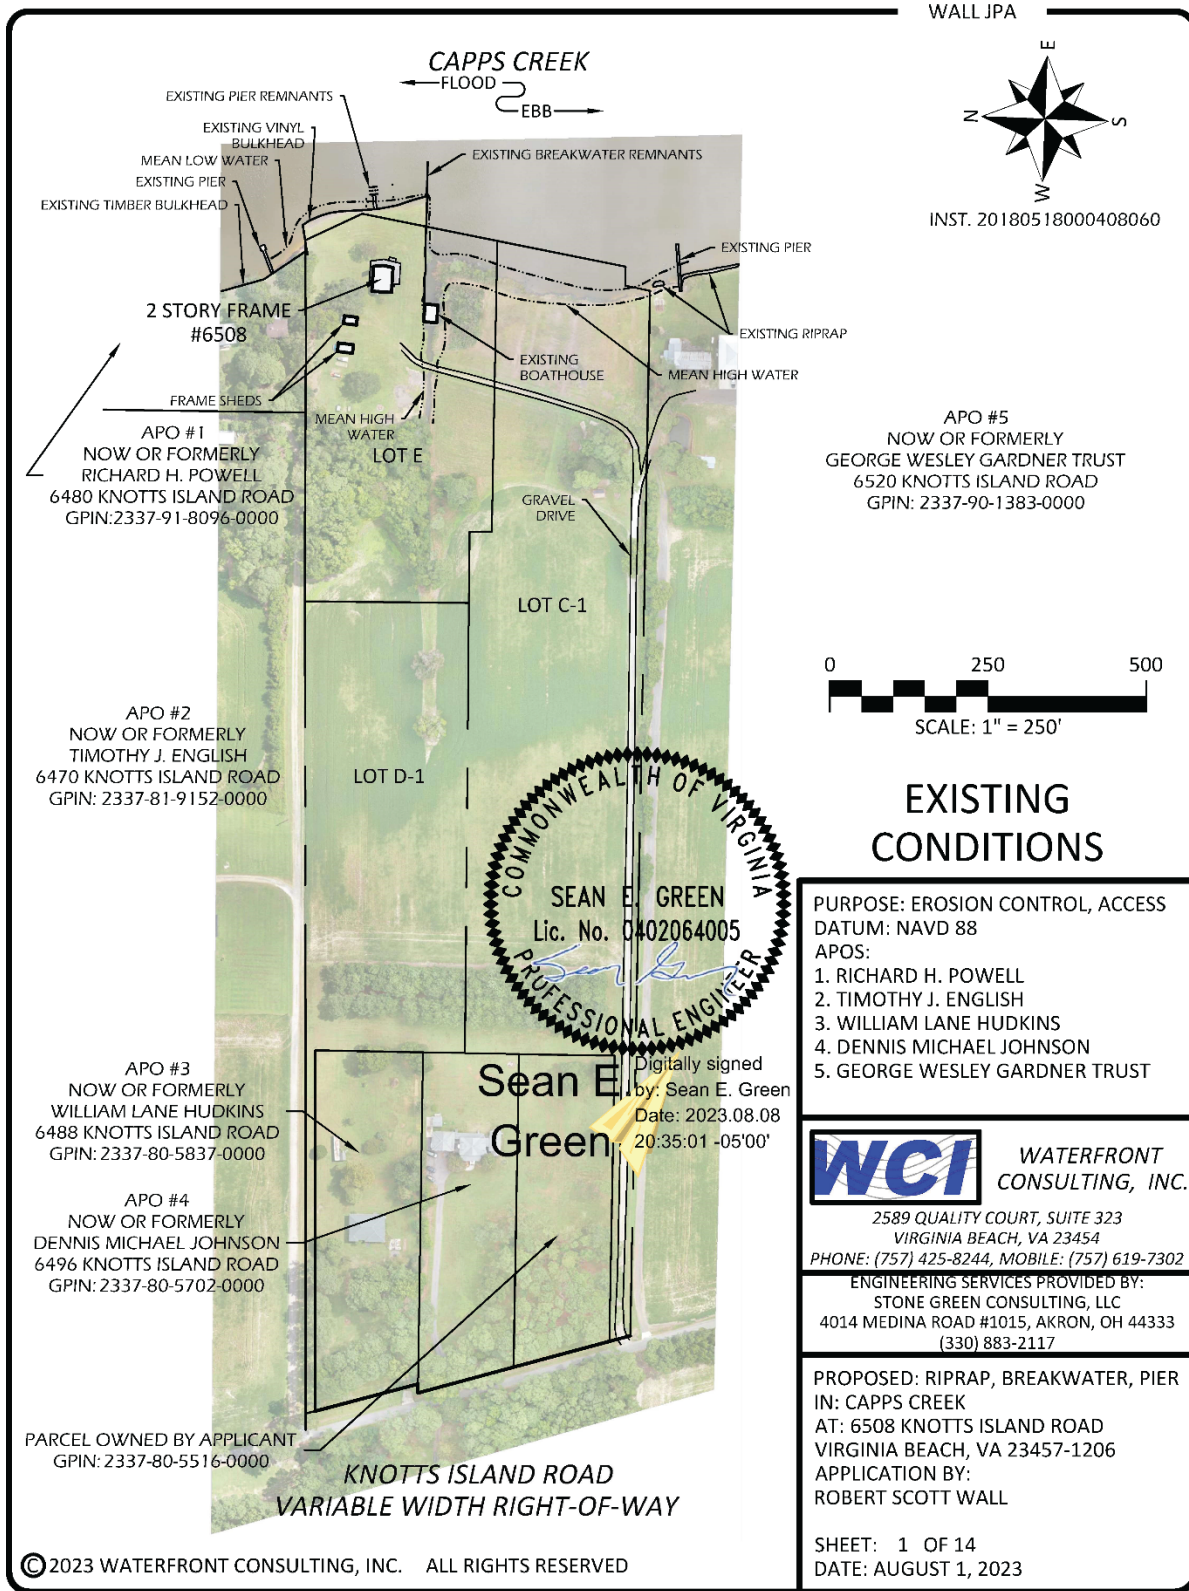 WALL JPA
CAPPS CREEK
FLOOD
EBB
E
N
S
W
INST. 20180518000408060
EXISTING PIER REMNANTS
EXISTING VINYL
BULKHEAD
MEAN LOW WATER
EXISTING PIER
EXISTING TIMBER BULKHEAD
EXISTING BREAKWATER REMNANTS
EXISTING PIER
2 STORY FRAME
#6508
EXISTING RIPRAP
EXISTING
BOATHOUSE
MEAN HIGH WATER
FRAME SHEDS
MEAN HIGH
WATER
LOT E
APO #1
NOW OR FORMERLY
RICHARD H. POWELL
6480 KNOTTS ISLAND ROAD
GPIN:2337-91-8096-0000
APO #5
NOW OR FORMERLY
GEORGE WESLEY GARDNER TRUST
6520 KNOTTS ISLAND ROAD
GPIN: 2337-90-1383-0000
GRAVEL
DRIVE
LOT C-1
0 250 500
SCALE: 1" = 250'
APO #2
NOW OR FORMERLY
TIMOTHY J. ENGLISH
6470 KNOTTS ISLAND ROAD
GPIN: 2337-81-9152-0000
LOT D-1
EXISTING
CONDITIONS
COMMONWEALTH OF VIRGINIA
SEAN E. GREEN
Lic. No. 0402064005
Sean Green
PROFESSIONAL ENGINEER
Sean E.
Green
Digitally signed
by: Sean E. Green
Date: 2023.08.08
20:35:01 -05'00'
PURPOSE: EROSION CONTROL, ACCESS
DATUM: NAVD 88
APOS:
1. RICHARD H. POWELL
2. TIMOTHY J. ENGLISH
3. WILLIAM LANE HUDKINS
4. DENNIS MICHAEL JOHNSON
5. GEORGE WESLEY GARDNER TRUST
APO #3
NOW OR FORMERLY
WILLIAM LANE HUDKINS
6488 KNOTTS ISLAND ROAD
GPIN: 2337-80-5837-0000
APO #4
NOW OR FORMERLY
DENNIS MICHAEL JOHNSON
6496 KNOTTS ISLAND ROAD
GPIN: 2337-80-5702-0000
WCI
WATERFRONT
CONSULTING, INC.
2589 QUALITY COURT, SUITE 323
VIRGINIA BEACH, VA 23454
PHONE: (757) 425-8244, MOBILE: (757) 619-7302
ENGINEERING SERVICES PROVIDED BY:
STONE GREEN CONSULTING, LLC
4014 MEDINA ROAD #1015, AKRON, OH 44333
(330) 883-2117
PARCEL OWNED BY APPLICANT
GPIN: 2337-80-5516-0000
KNOTTS ISLAND ROAD
VARIABLE WIDTH RIGHT-OF-WAY
PROPOSED: RIPRAP, BREAKWATER, PIER
IN: CAPPS CREEK
AT: 6508 KNOTTS ISLAND ROAD
VIRGINIA BEACH, VA 23457-1206
APPLICATION BY:
ROBERT SCOTT WALL
SHEET: 1 OF 14
DATE: AUGUST 1, 2023
© 2023 WATERFRONT CONSULTING, INC. ALL RIGHTS RESERVED